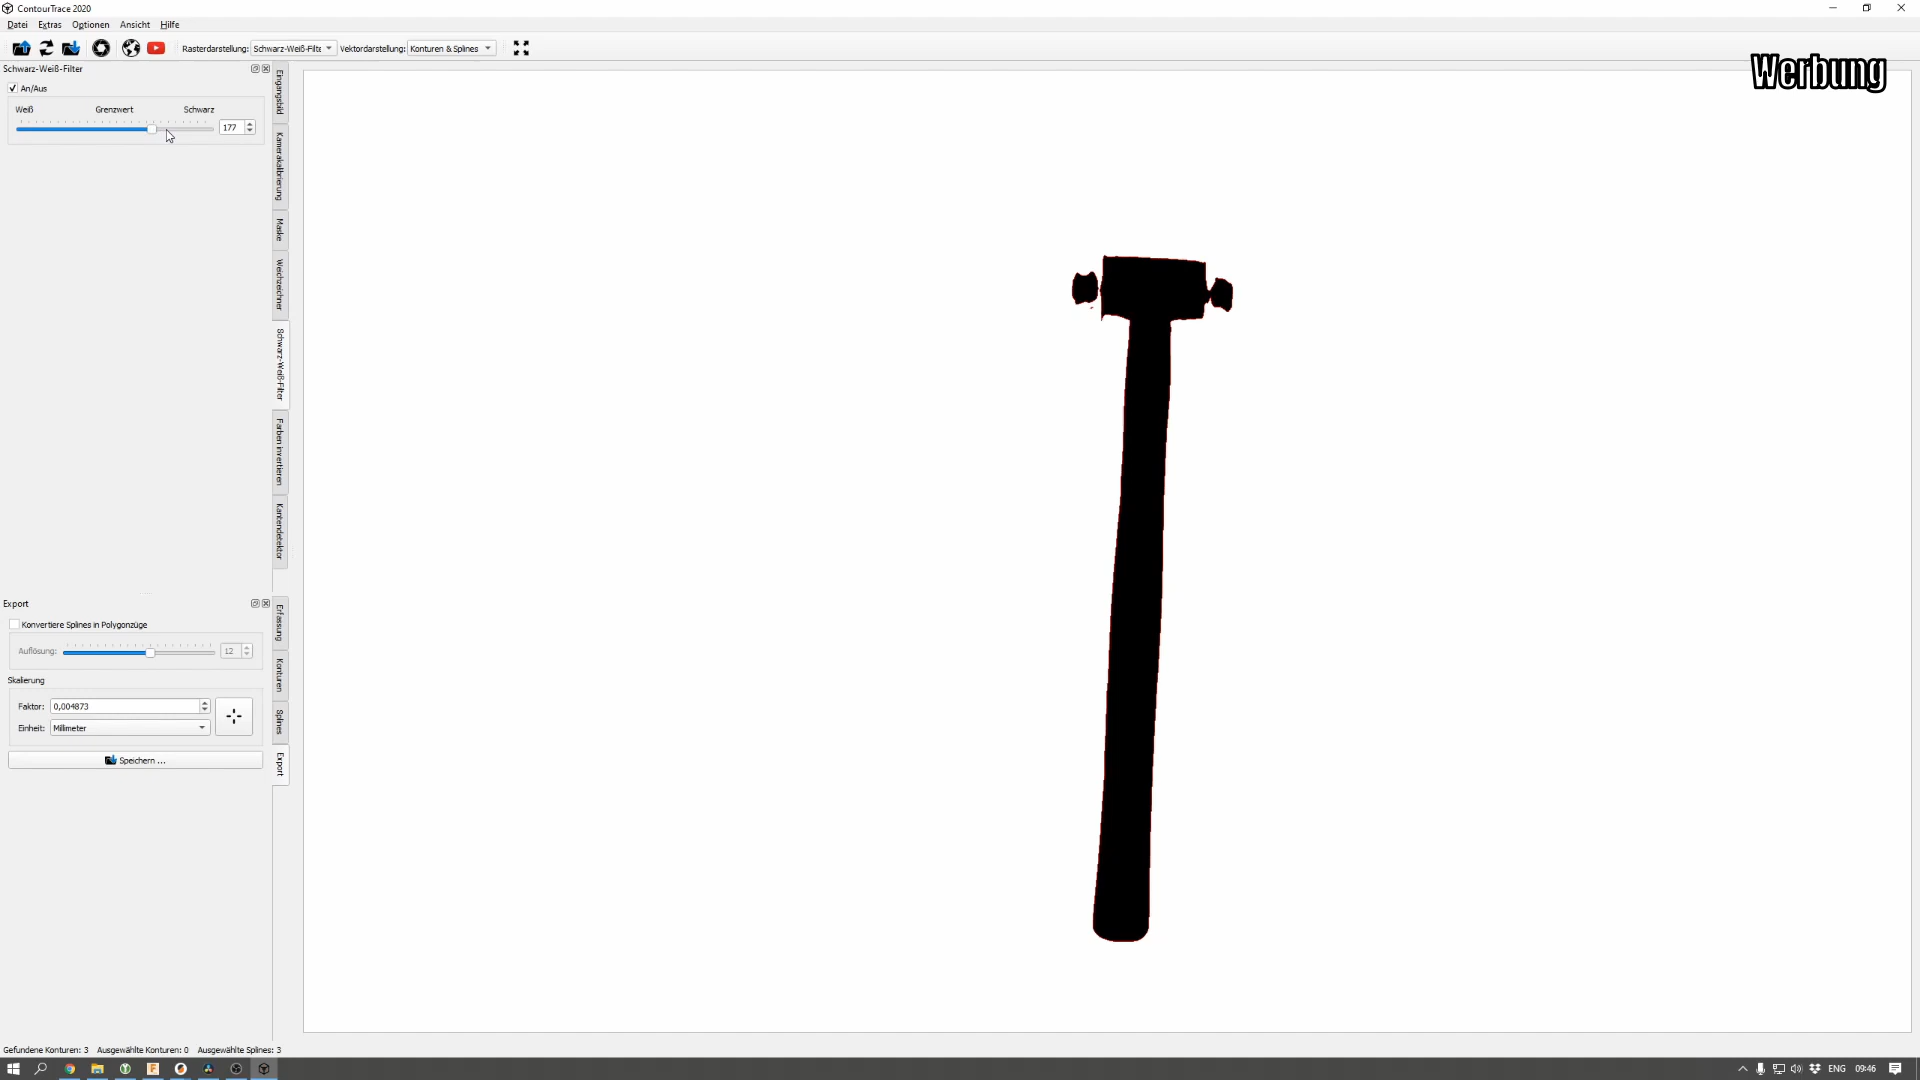 ContourTrace 2020
Datei Extras Optionen Ansicht Hilfe
Rasterdarstellung: Schwarz-Weiß-Filte Vektordarstellung: Konturen & Splines
Werbung
Schwarz-Weiß-Filter
An/Aus
Weiß Grenzwert Schwarz
177
Eingangsbild
Kamerakalibrierung
Maske
Weichzeichner
Schwarz-Weiß-Filter
Farben invertieren
Kantendetektor
Export
Konvertiere Splines in Polygonzüge
Auflösung: 12
Skalierung
Faktor: 0,004873
Einheit: Millimeter
Speichern ...
Erfassung
Konturen
Splines
Export
Gefundene Konturen: 3 Ausgewählte Konturen: 0 Ausgewählte Splines: 3
ENG 09:46